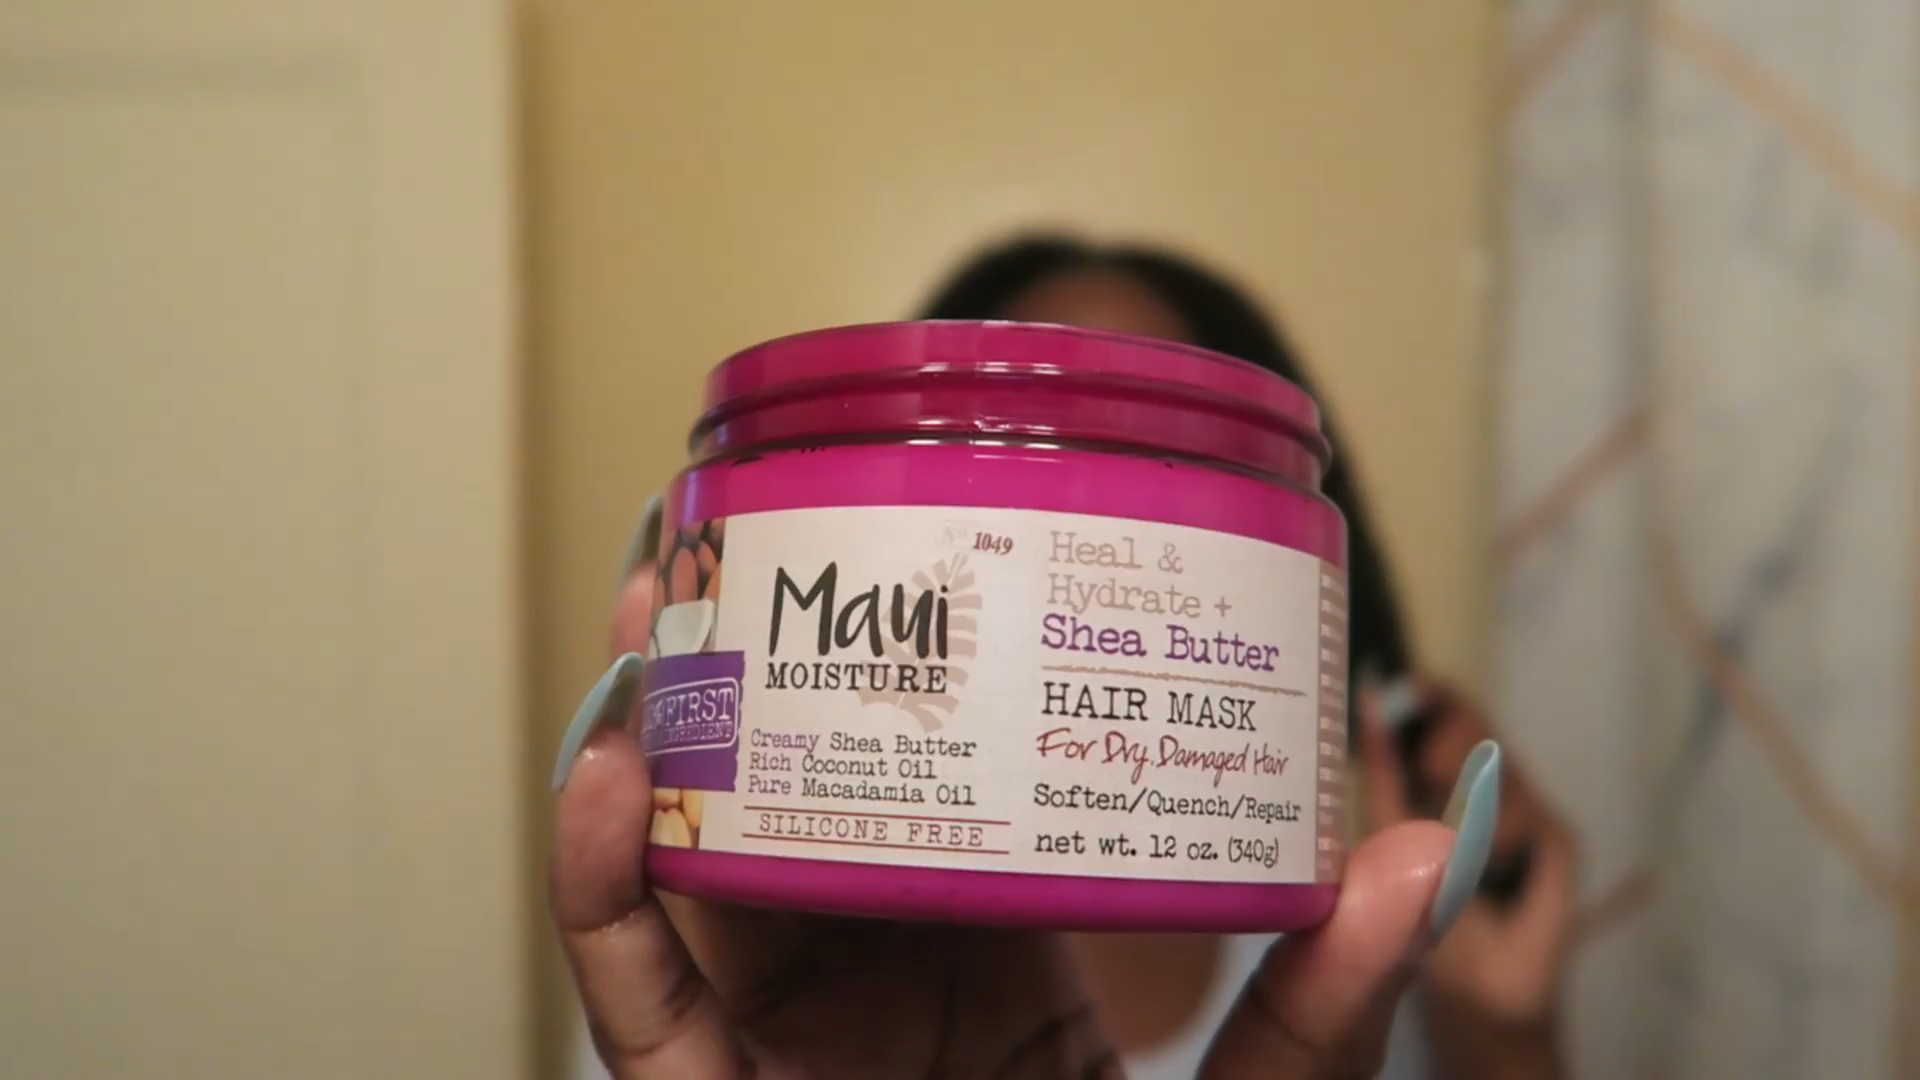 1049
Maui
MOISTURE
Creamy Shea Butter
Rich Coconut Oil
Pure Macadamia Oil
SILICONE FREE
FIRST
Heal &
Hydrate +
Shea Butter
HAIR MASK
For Dry, Damaged Hair
Soften/Quench/Repair
net wt. 12 oz. (340g)